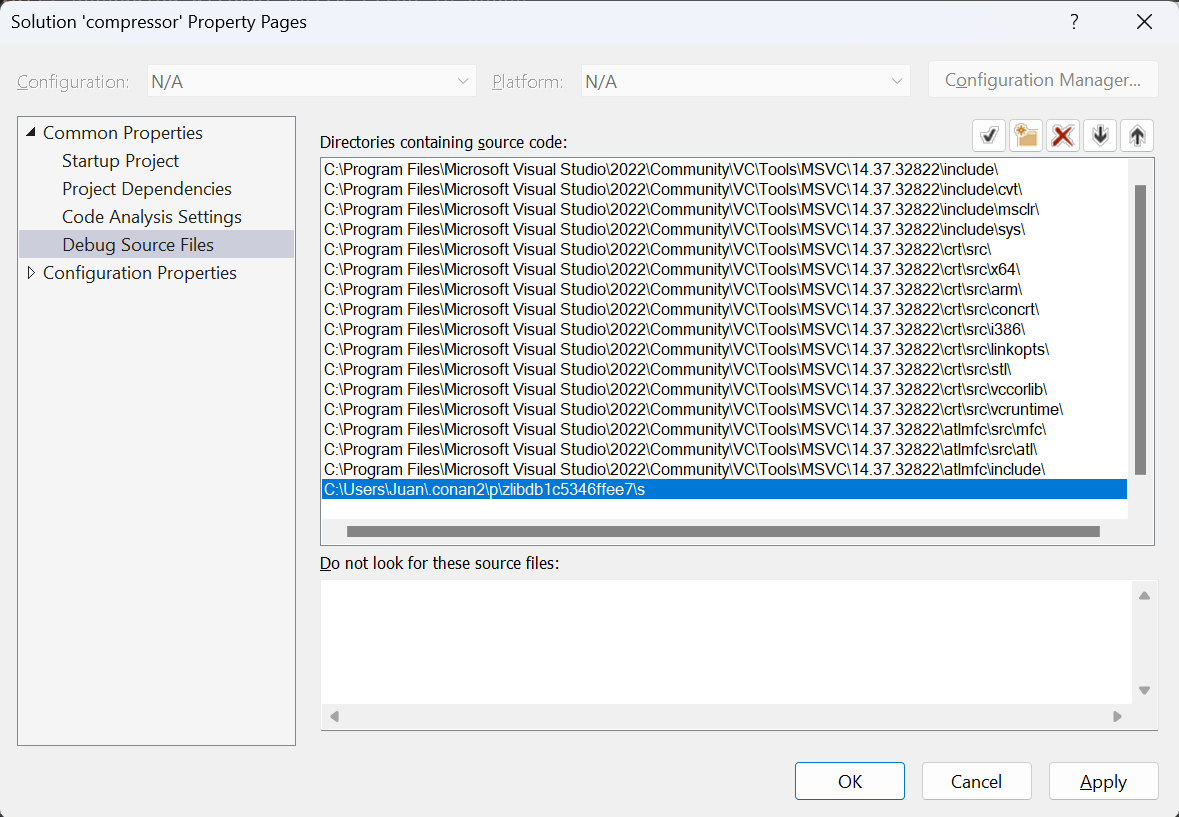 Solution 'compressor' Property Pages
?
Configuration: N/A Platform: N/A Configuration Manager...
Common Properties
Startup Project
Project Dependencies
Code Analysis Settings
Debug Source Files
Configuration Properties
Directories containing source code:
C:\Program Files\Microsoft Visual Studio\2022\Community\VC\Tools\MSVC\14.37.32822\include\
C:\Program Files\Microsoft Visual Studio\2022\Community\VC\Tools\MSVC\14.37.32822\include\cvt\
C:\Program Files\Microsoft Visual Studio\2022\Community\VC\Tools\MSVC\14.37.32822\include\msclr\
C:\Program Files\Microsoft Visual Studio\2022\Community\VC\Tools\MSVC\14.37.32822\include\sys\
C:\Program Files\Microsoft Visual Studio\2022\Community\VC\Tools\MSVC\14.37.32822\crt\src\
C:\Program Files\Microsoft Visual Studio\2022\Community\VC\Tools\MSVC\14.37.32822\crt\src\x64\
C:\Program Files\Microsoft Visual Studio\2022\Community\VC\Tools\MSVC\14.37.32822\crt\src\arm\
C:\Program Files\Microsoft Visual Studio\2022\Community\VC\Tools\MSVC\14.37.32822\crt\src\concrt\
C:\Program Files\Microsoft Visual Studio\2022\Community\VC\Tools\MSVC\14.37.32822\crt\src\i386\
C:\Program Files\Microsoft Visual Studio\2022\Community\VC\Tools\MSVC\14.37.32822\crt\src\linkopts\
C:\Program Files\Microsoft Visual Studio\2022\Community\VC\Tools\MSVC\14.37.32822\crt\src\stl\
C:\Program Files\Microsoft Visual Studio\2022\Community\VC\Tools\MSVC\14.37.32822\crt\src\vccorlib\
C:\Program Files\Microsoft Visual Studio\2022\Community\VC\Tools\MSVC\14.37.32822\crt\src\vcruntime\
C:\Program Files\Microsoft Visual Studio\2022\Community\VC\Tools\MSVC\14.37.32822\atlmfc\src\mfc\
C:\Program Files\Microsoft Visual Studio\2022\Community\VC\Tools\MSVC\14.37.32822\atlmfc\src\atl\
C:\Program Files\Microsoft Visual Studio\2022\Community\VC\Tools\MSVC\14.37.32822\atlmfc\include\
C:\Users\Juan\.conan2\p\zlibdb1c5346ffee7\s
Do not look for these source files:
OK Cancel Apply